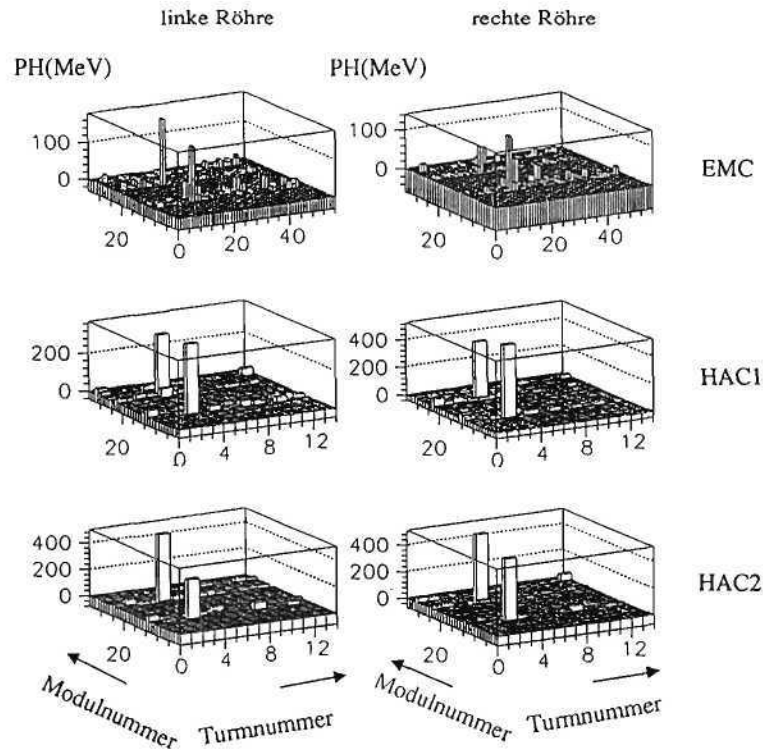 linke Röhre rechte Röhre
PH(MeV) PH(MeV)
100 100
0 0
EMC
20 0 20 40 20 0 20 40
200 400
0 200
0
HAC1
20 0 4 8 12 20 0 4 8 12
400 400
200 200
0 0
HAC2
20 0 4 8 12 20 0 4 8 12
Modulnummer Turmnummer Modulnummer Turmnummer